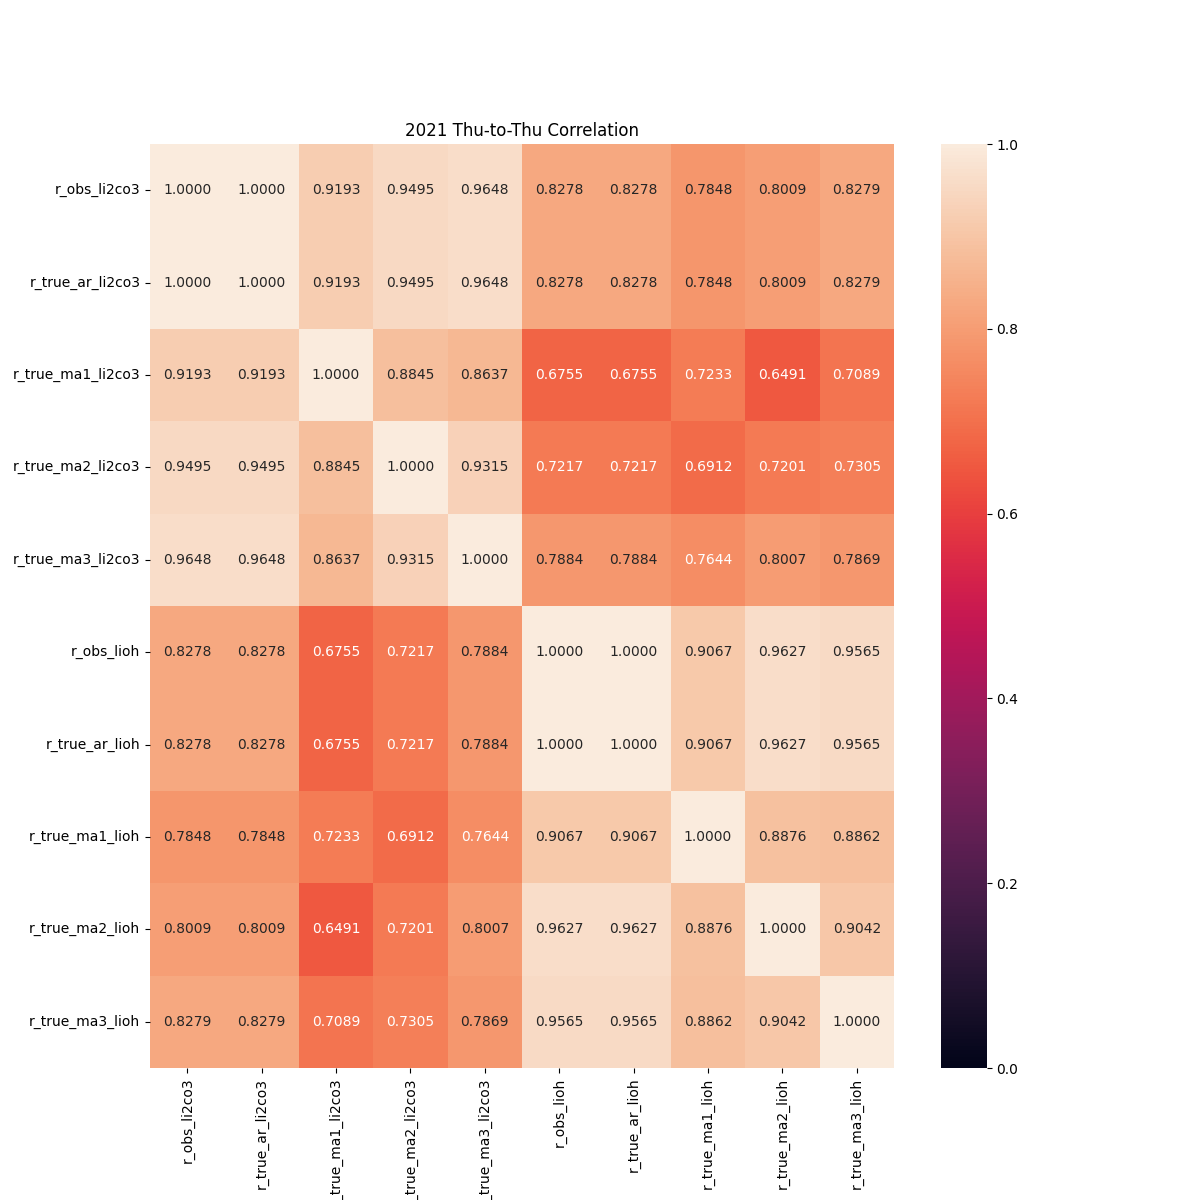 2021 Thu-to-Thu Correlation
r_obs_li2co3 1.0000 1.0000 0.9193 0.9495 0.9648 0.8278 0.8278 0.7848 0.8009 0.8279
r_true_ar_li2co3 1.0000 1.0000 0.9193 0.9495 0.9648 0.8278 0.8278 0.7848 0.8009 0.8279
r_true_ma1_li2co3 0.9193 0.9193 1.0000 0.8845 0.8637 0.6755 0.6755 0.7233 0.6491 0.7089
r_true_ma2_li2co3 0.9495 0.9495 0.8845 1.0000 0.9315 0.7217 0.7217 0.6912 0.7201 0.7305
r_true_ma3_li2co3 0.9648 0.9648 0.8637 0.9315 1.0000 0.7884 0.7884 0.7644 0.8007 0.7869
r_obs_lioh 0.8278 0.8278 0.6755 0.7217 0.7884 1.0000 1.0000 0.9067 0.9627 0.9565
r_true_ar_lioh 0.8278 0.8278 0.6755 0.7217 0.7884 1.0000 1.0000 0.9067 0.9627 0.9565
r_true_ma1_lioh 0.7848 0.7848 0.7233 0.6912 0.7644 0.9067 0.9067 1.0000 0.8876 0.8862
r_true_ma2_lioh 0.8009 0.8009 0.6491 0.7201 0.8007 0.9627 0.9627 0.8876 1.0000 0.9042
r_true_ma3_lioh 0.8279 0.8279 0.7089 0.7305 0.7869 0.9565 0.9565 0.8862 0.9042 1.0000
r_obs_li2co3
r_true_ar_li2co3
_true_ma1_li2co3
_true_ma2_li2co3
_true_ma3_li2co3
r_obs_lioh
r_true_ar_lioh
r_true_ma1_lioh
r_true_ma2_lioh
r_true_ma3_lioh
1.0
0.8
0.6
0.4
0.2
0.0